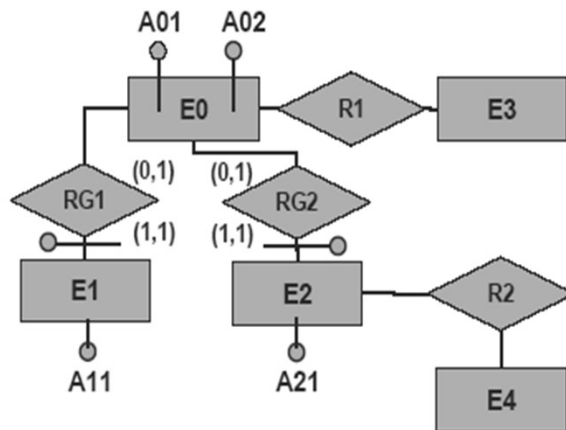 A01 A02
E0 R1 E3
(0,1) (0,1)
RG1 RG2
(1,1) (1,1)
E1 E2
R2
A11 A21
E4